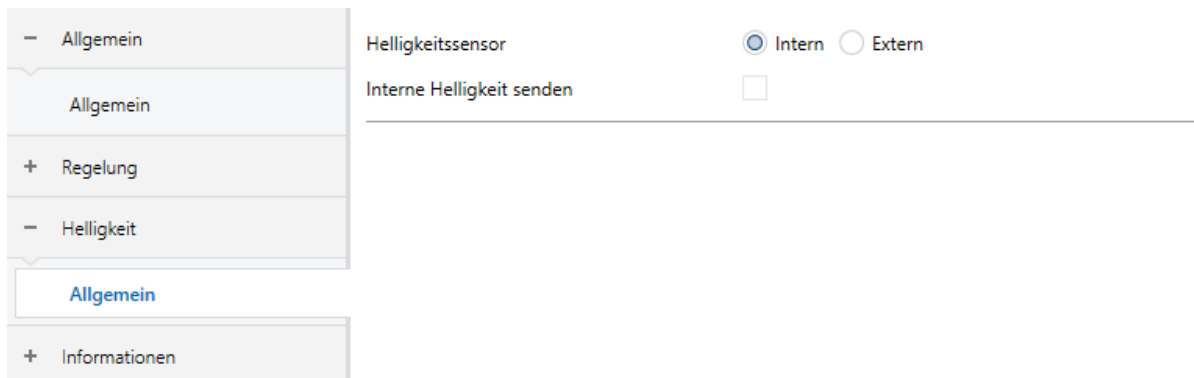 Allgemein
Allgemein
Regelung
Helligkeit
Allgemein
Informationen
Helligkeitssensor Intern Extern
Interne Helligkeit senden